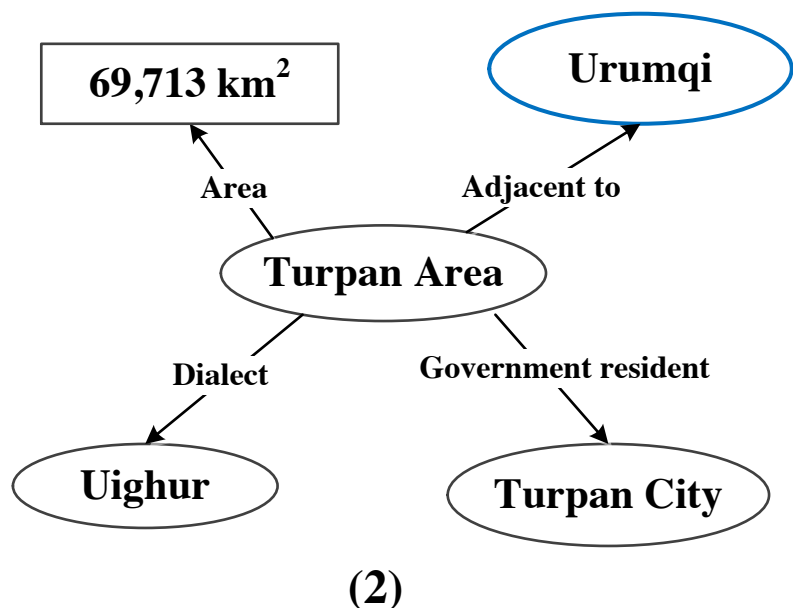 69,713 km²
Urumqi
Area
Adjacent to
Turpan Area
Dialect
Government resident
Uighur
Turpan City
(2)